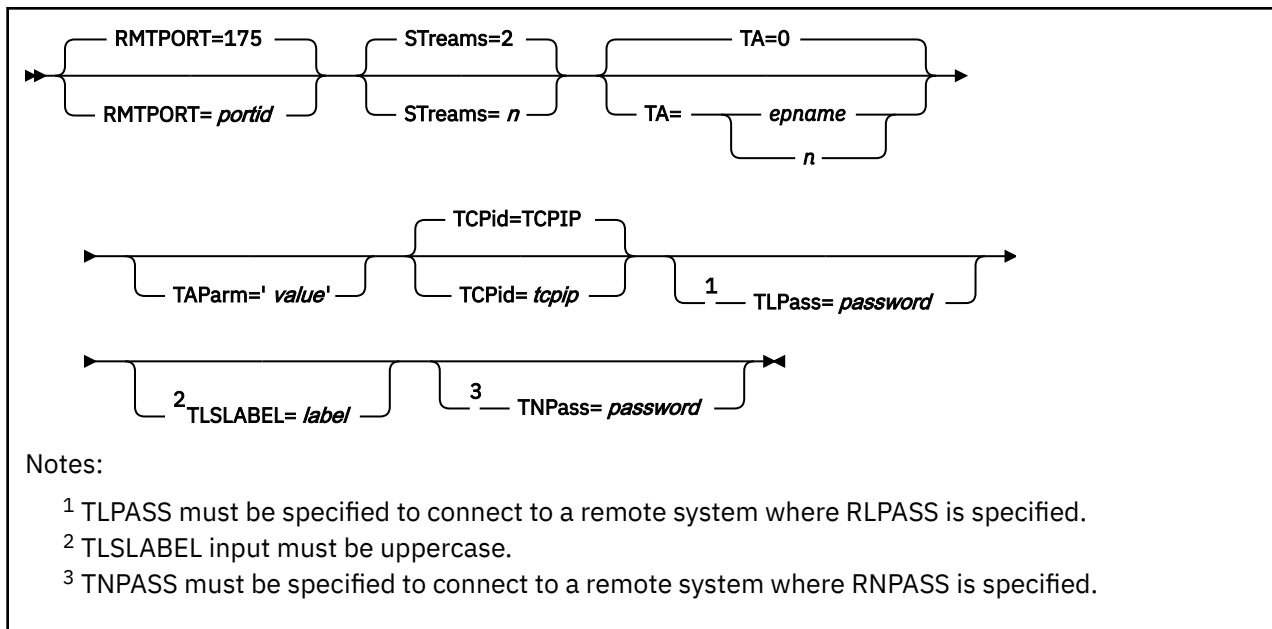 RMTPORT=175 STreams=2 TA=0
RMTPORT= portid STreams= n TA= epname
n
TCPid=TCPIP
TAParm=' value' TCPid= tcpip 1 TLPass= password
2 TLSLABEL= label 3 TNPass= password
Notes:
1 TLPASS must be specified to connect to a remote system where RLPASS is specified.
2 TLSLABEL input must be uppercase.
3 TNPASS must be specified to connect to a remote system where RNPASS is specified.